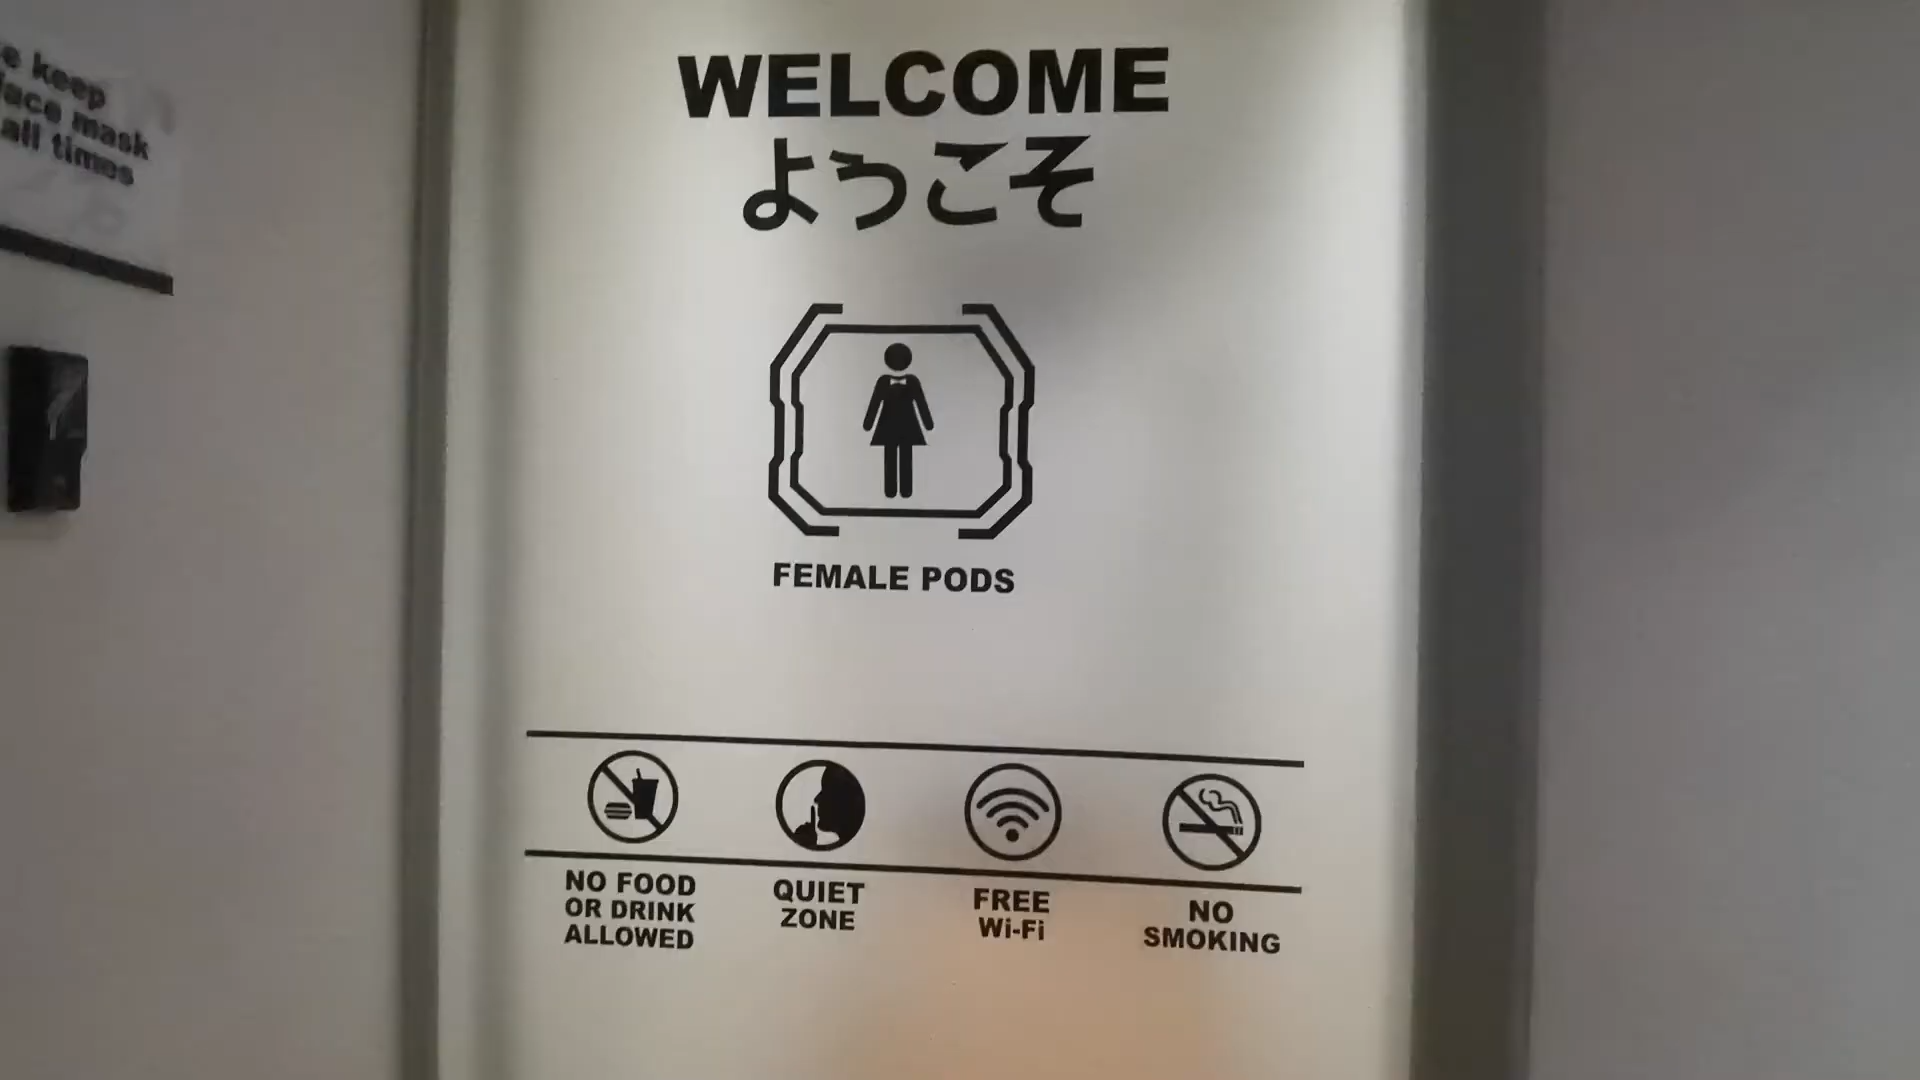 e keep
face mask
all times
WELCOME
ようこそ
FEMALE PODS
NO FOOD
OR DRINK
ALLOWED
QUIET
ZONE
FREE
Wi-Fi
NO
SMOKING